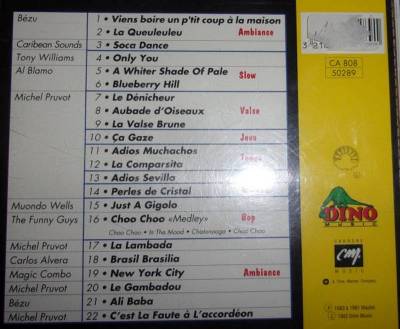 Bézu 1 • Viens boire un p'tit coup à la maison
2 • La Queuleuleu Ambiance
Caribean Sounds 3 • Soca Dance
Tony Williams 4 • Only You
Al Blamo 5 • A Whiter Shade Of Pale Slow
6 • Blueberry Hill
Michel Pruvot 7 • Le Dénicheur
8 • Aubade d'Oiseaux Valse
9 • La Valse Brune
10 • Ça Gaze Java
11 • Adios Muchachos
12 • La Comparsita Tango
13 • Adios Sevilla
14 • Perles de Cristal
Muondo Wells 15 • Just A Gigolo
The Funny Guys 16 • Choo Choo «Medley» Bop
Choo Choo • In The Mood • Chatanooga • Choo Choo
Michel Pruvot 17 • La Lambada
Carlos Alvera 18 • Brasil Brasilia
Magic Combo 19 • New York City Ambiance
Michel Pruvot 20 • Le Gambadou
Bézu 21 • Ali Baba
Michel Pruvot 22 • C'est La Faute à L'accordéon
CA 808
50289
DINO
MUSIC
CARRERE
MUSIC